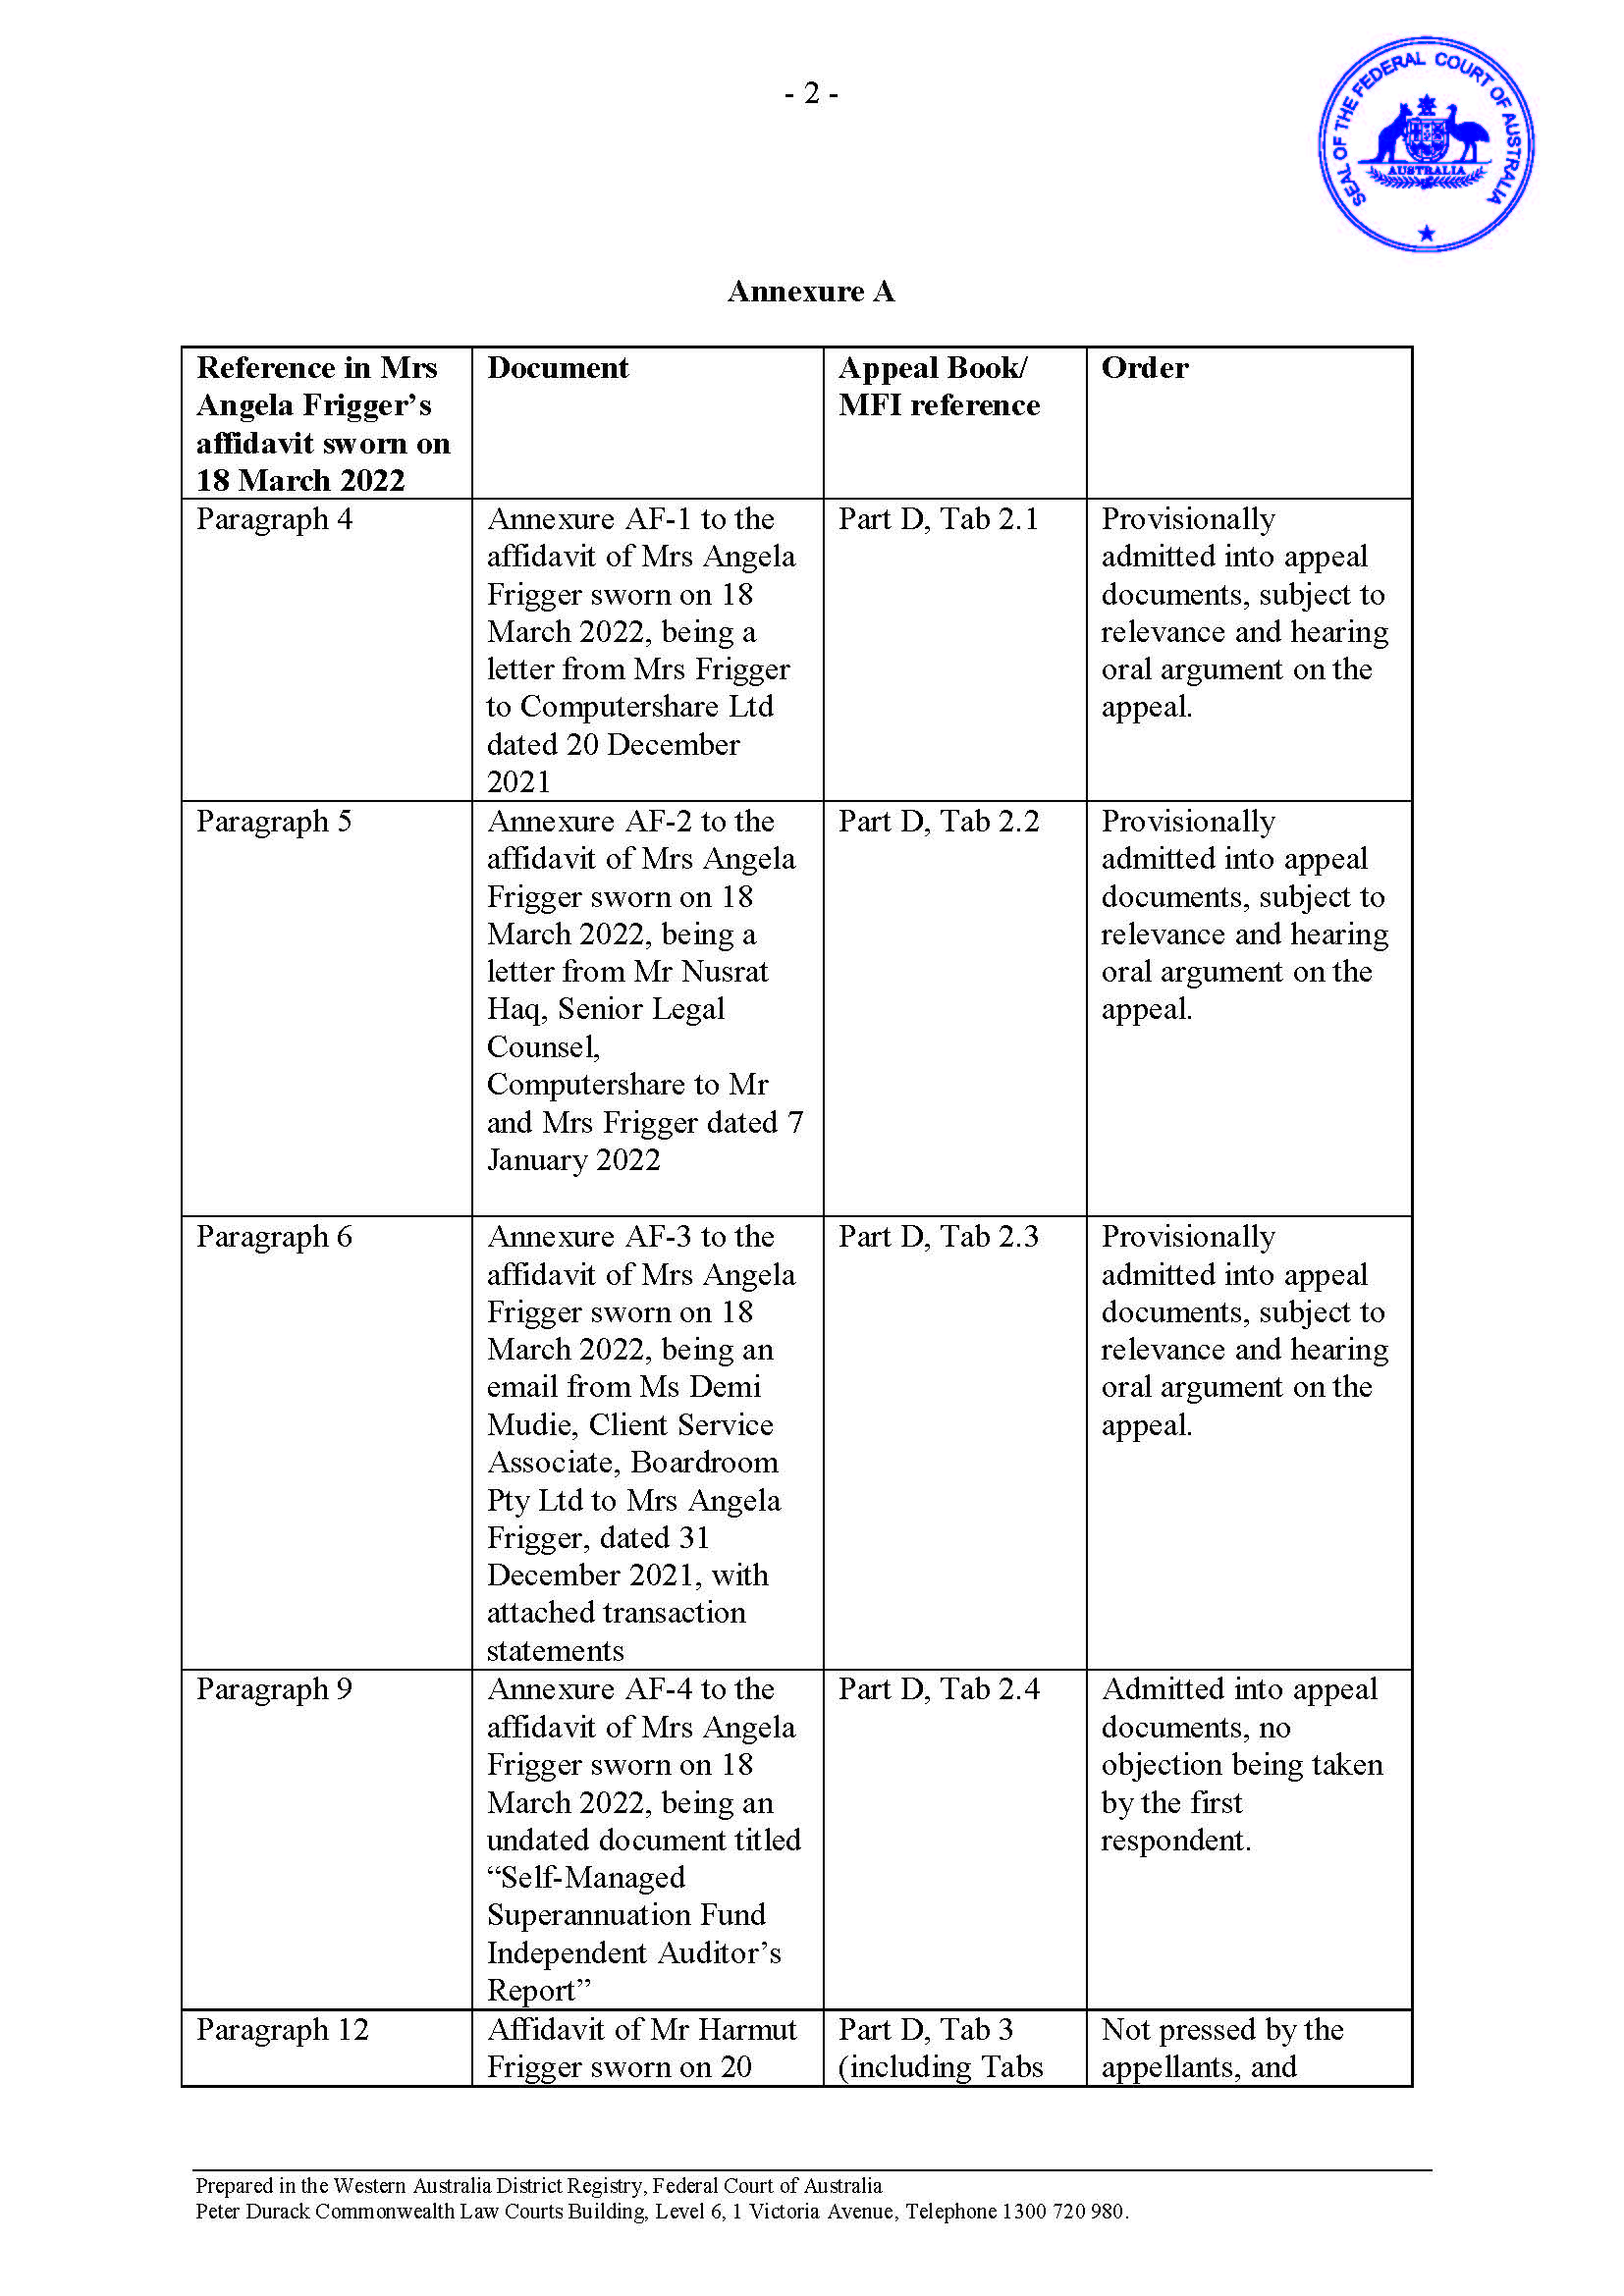 - 2 -
SEAL OF THE FEDERAL COURT OF AUSTRALIA
AUSTRALIA
Annexure A
Reference in Mrs
Angela Frigger’s
affidavit sworn on
18 March 2022
Document
Appeal Book/
MFI reference
Order
Paragraph 4
Annexure AF-1 to the
affidavit of Mrs Angela
Frigger sworn on 18
March 2022, being a
letter from Mrs Frigger
to Computershare Ltd
dated 20 December
2021
Part D, Tab 2.1
Provisionally
admitted into appeal
documents, subject to
relevance and hearing
oral argument on the
appeal.
Paragraph 5
Annexure AF-2 to the
affidavit of Mrs Angela
Frigger sworn on 18
March 2022, being a
letter from Mr Nusrat
Haq, Senior Legal
Counsel,
Computershare to Mr
and Mrs Frigger dated 7
January 2022
Part D, Tab 2.2
Provisionally
admitted into appeal
documents, subject to
relevance and hearing
oral argument on the
appeal.
Paragraph 6
Annexure AF-3 to the
affidavit of Mrs Angela
Frigger sworn on 18
March 2022, being an
email from Ms Demi
Mudie, Client Service
Associate, Boardroom
Pty Ltd to Mrs Angela
Frigger, dated 31
December 2021, with
attached transaction
statements
Part D, Tab 2.3
Provisionally
admitted into appeal
documents, subject to
relevance and hearing
oral argument on the
appeal.
Paragraph 9
Annexure AF-4 to the
affidavit of Mrs Angela
Frigger sworn on 18
March 2022, being an
undated document titled
“Self-Managed
Superannuation Fund
Independent Auditor’s
Report”
Part D, Tab 2.4
Admitted into appeal
documents, no
objection being taken
by the first
respondent.
Paragraph 12
Affidavit of Mr Harmut
Frigger sworn on 20
Part D, Tab 3
(including Tabs
Not pressed by the
appellants, and
Prepared in the Western Australia District Registry, Federal Court of Australia
Peter Durack Commonwealth Law Courts Building, Level 6, 1 Victoria Avenue, Telephone 1300 720 980.